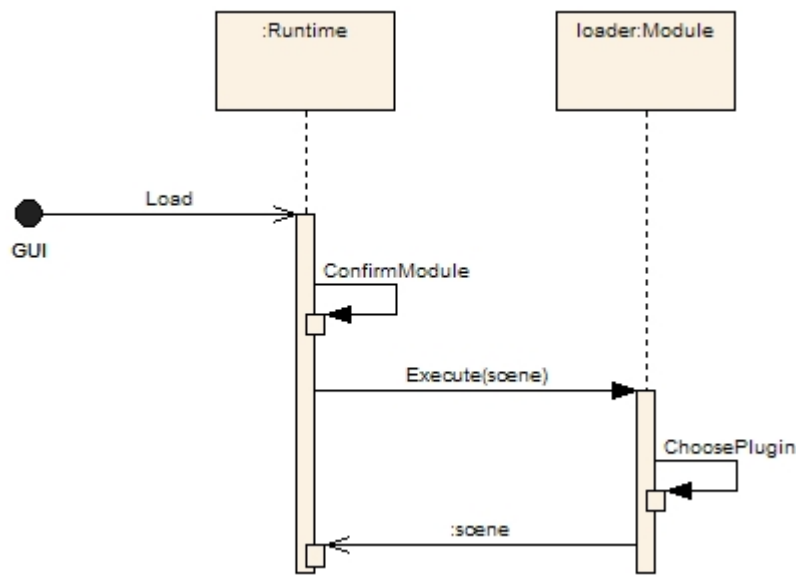 :Runtime
loader:Module
Load
GUI
ConfirmModule
Execute(scene)
ChoosePlugin
:scene